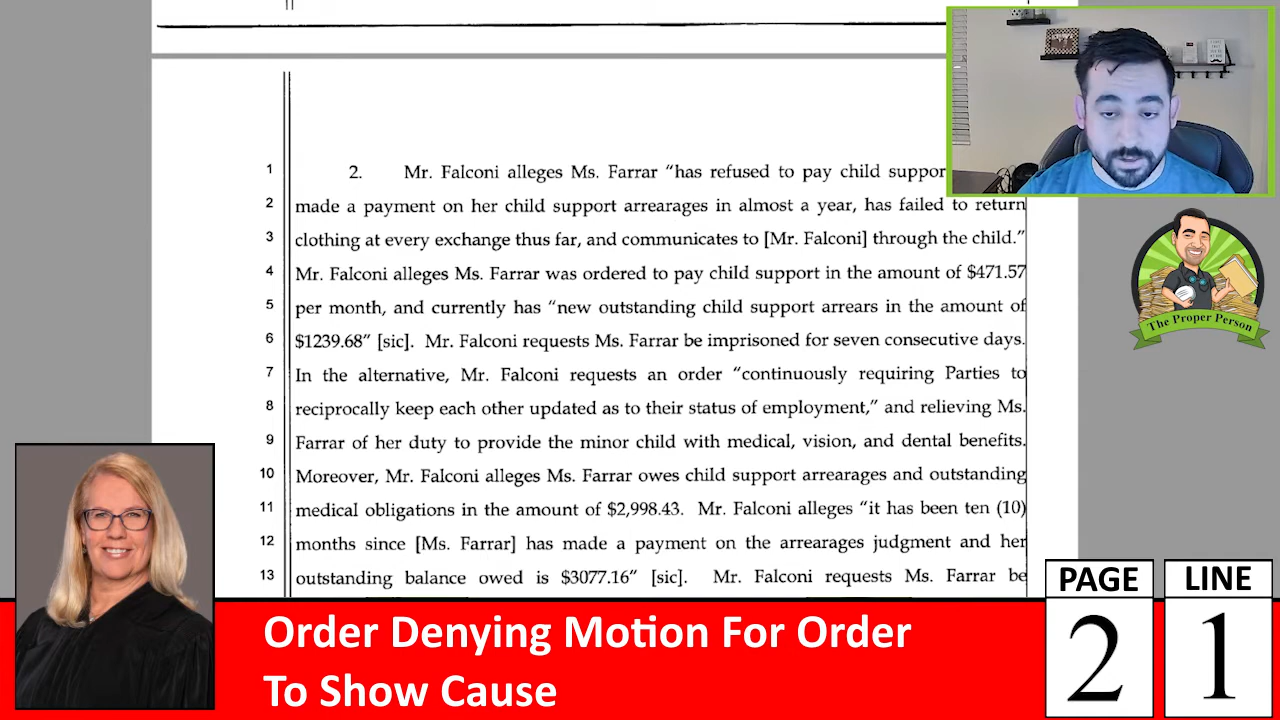 1 2. Mr. Falconi alleges Ms. Farrar “has refused to pay child suppor
2 made a payment on her child support arrearages in almost a year, has failed to return
3 clothing at every exchange thus far, and communicates to [Mr. Falconi] through the child.”
4 Mr. Falconi alleges Ms. Farrar was ordered to pay child support in the amount of $471.57
5 per month, and currently has “new outstanding child support arrears in the amount of
6 $1239.68” [sic]. Mr. Falconi requests Ms. Farrar be imprisoned for seven consecutive days.
7 In the alternative, Mr. Falconi requests an order “continuously requiring Parties to
8 reciprocally keep each other updated as to their status of employment,” and relieving Ms.
9 Farrar of her duty to provide the minor child with medical, vision, and dental benefits.
10 Moreover, Mr. Falconi alleges Ms. Farrar owes child support arrearages and outstanding
11 medical obligations in the amount of $2,998.43. Mr. Falconi alleges “it has been ten (10)
12 months since [Ms. Farrar] has made a payment on the arrearages judgment and her
13 outstanding balance owed is $3077.16” [sic]. Mr. Falconi requests Ms. Farrar be
The Proper Person
Order Denying Motion For Order
To Show Cause
PAGE LINE
2 1